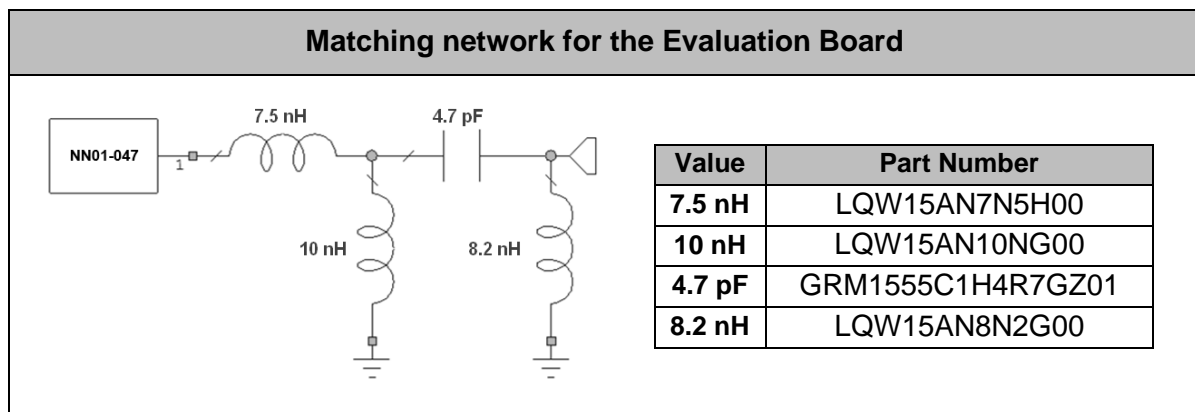 Matching network for the Evaluation Board
7.5 nH
4.7 pF
NN01-047
1
10 nH
8.2 nH
Value Part Number
7.5 nH LQW15AN7N5H00
10 nH LQW15AN10NG00
4.7 pF GRM1555C1H4R7GZ01
8.2 nH LQW15AN8N2G00